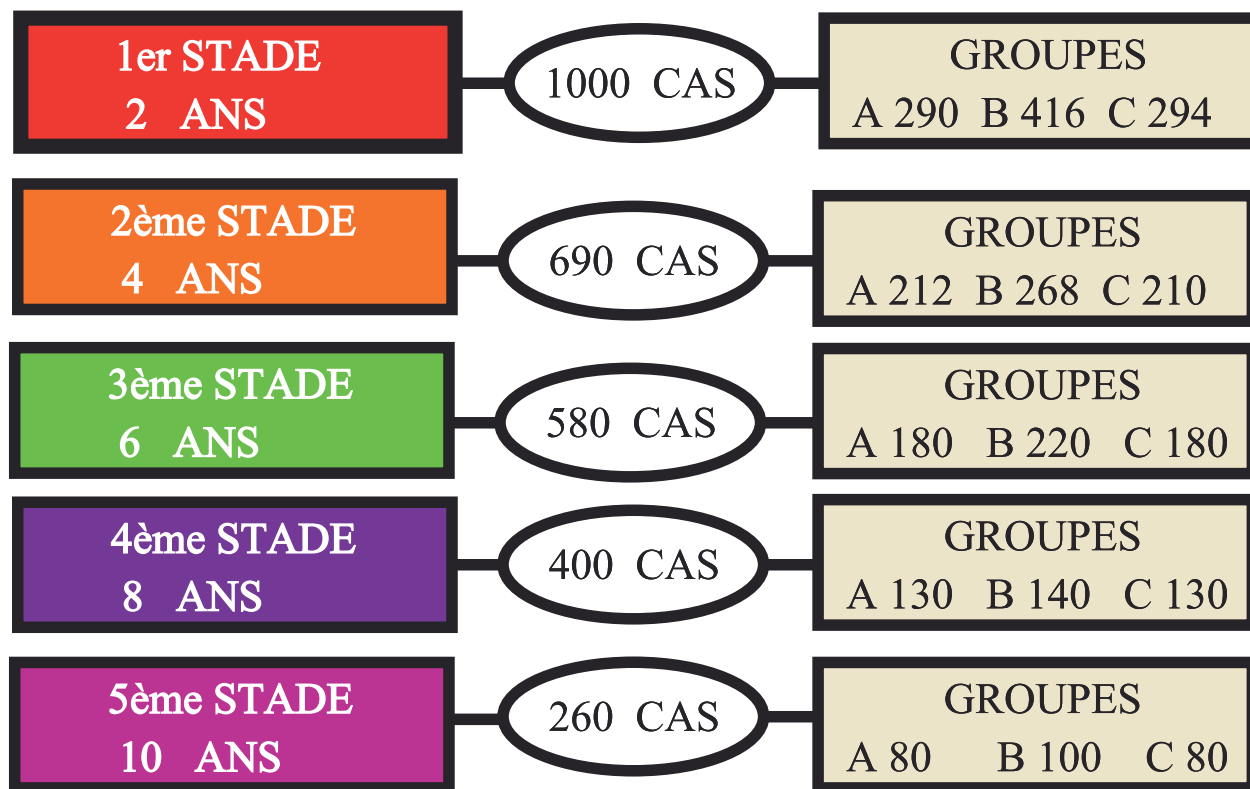 1er STADE
2 ANS
1000 CAS
GROUPES
A 290 B 416 C 294
2ème STADE
4 ANS
690 CAS
GROUPES
A 212 B 268 C 210
3ème STADE
6 ANS
580 CAS
GROUPES
A 180 B 220 C 180
4ème STADE
8 ANS
400 CAS
GROUPES
A 130 B 140 C 130
5ème STADE
10 ANS
260 CAS
GROUPES
A 80 B 100 C 80